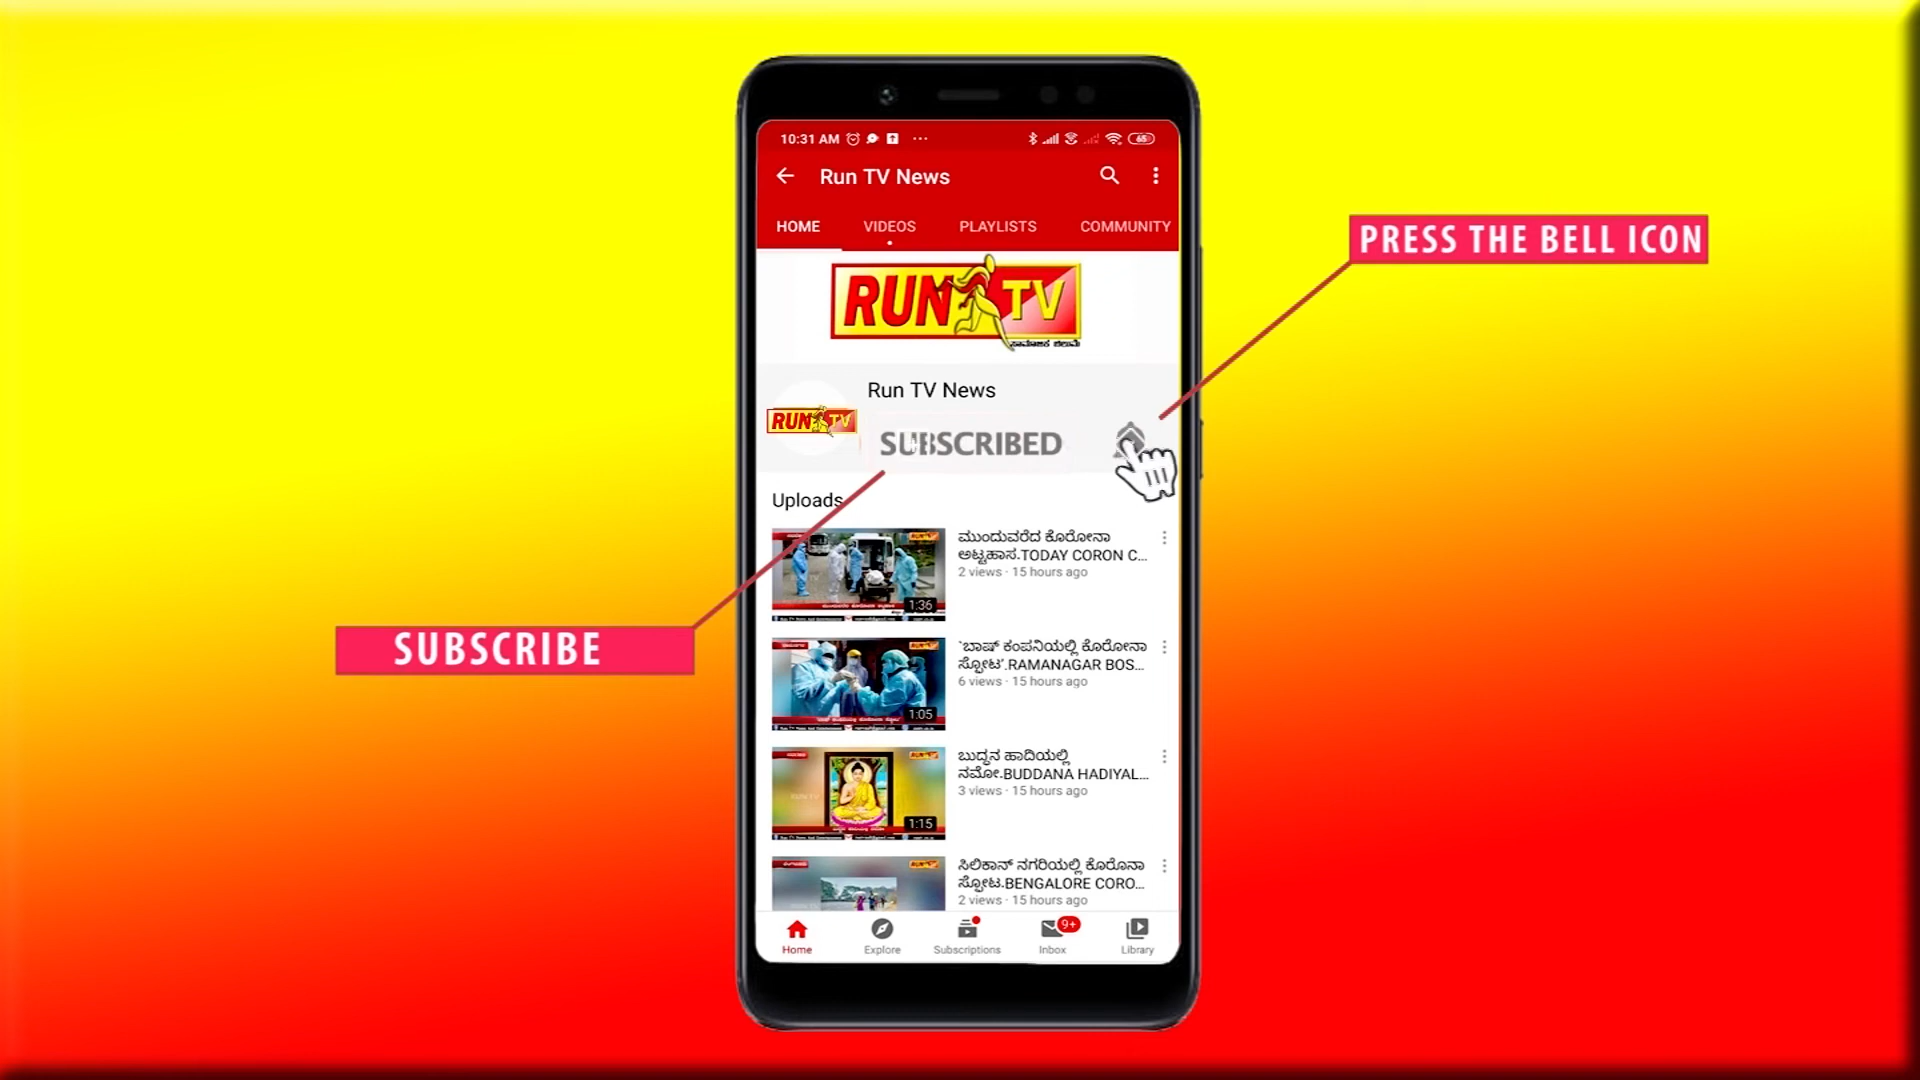 10:31 AM
65
Run TV News
HOME VIDEOS PLAYLISTS COMMUNITY
PRESS THE BELL ICON
RUN TV
ಸಾಮಾಜಿಕ ಚಿಲುಮೆ
Run TV News
RUN TV
SUBSCRIBED
Uploads
ಮುಂದುವರೆದ ಕೊರೋನಾ
ಅಟ್ಟಹಾಸ.TODAY CORON C...
2 views · 15 hours ago
1:36
SUBSCRIBE
`ಬಾಷ್ ಕಂಪನಿಯಲ್ಲಿ ಕೊರೋನಾ
ಸ್ಫೋಟ'.RAMANAGAR BOS...
6 views · 15 hours ago
1:05
ಬುದ್ಧನ ಹಾದಿಯಲ್ಲಿ
ನಮೋ.BUDDANA HADIYAL...
3 views · 15 hours ago
1:15
ಸಿಲಿಕಾನ್ ನಗರಿಯಲ್ಲಿ ಕೊರೊನಾ
ಸ್ಫೋಟ.BENGALORE CORO...
2 views · 15 hours ago
9+
Home Explore Subscriptions Inbox Library